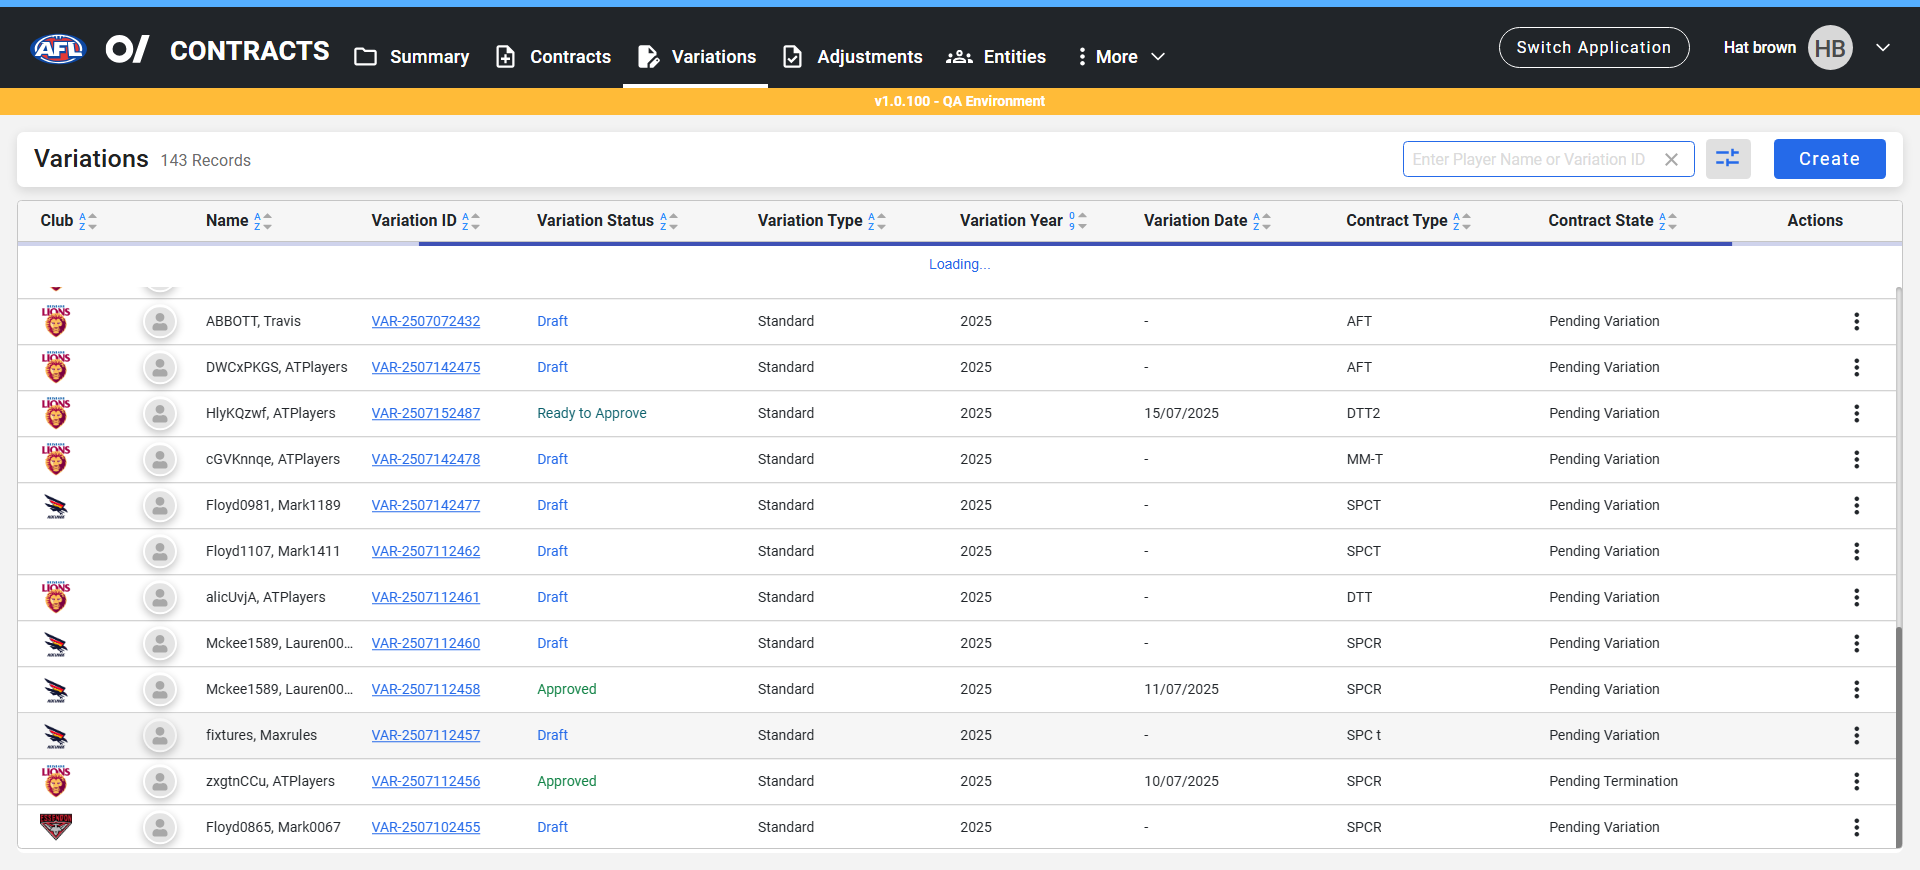 AFL CONTRACTS Summary Contracts Variations Adjustments Entities More Switch Application Hat brown HB
v1.0.100 - QA Environment
Variations 143 Records Enter Player Name or Variation ID Create
Club Name Variation ID Variation Status Variation Type Variation Year Variation Date Contract Type Contract State Actions
Loading...
LIONS ABBOTT, Travis VAR-2507072432 Draft Standard 2025 - AFT Pending Variation
LIONS DWCxPKGS, ATPlayers VAR-2507142475 Draft Standard 2025 - AFT Pending Variation
LIONS HlyKQzwf, ATPlayers VAR-2507152487 Ready to Approve Standard 2025 15/07/2025 DTT2 Pending Variation
LIONS cGVKnnqe, ATPlayers VAR-2507142478 Draft Standard 2025 - MM-T Pending Variation
Floyd0981, Mark1189 VAR-2507142477 Draft Standard 2025 - SPCT Pending Variation
Floyd1107, Mark1411 VAR-2507112462 Draft Standard 2025 - SPCT Pending Variation
LIONS alicUvjA, ATPlayers VAR-2507112461 Draft Standard 2025 - DTT Pending Variation
Mckee1589, Lauren00... VAR-2507112460 Draft Standard 2025 - SPCR Pending Variation
Mckee1589, Lauren00... VAR-2507112458 Approved Standard 2025 11/07/2025 SPCR Pending Variation
fixtures, Maxrules VAR-2507112457 Draft Standard 2025 - SPC t Pending Variation
LIONS zxgtnCCu, ATPlayers VAR-2507112456 Approved Standard 2025 10/07/2025 SPCR Pending Termination
ESSENDON Floyd0865, Mark0067 VAR-2507102455 Draft Standard 2025 - SPCR Pending Variation